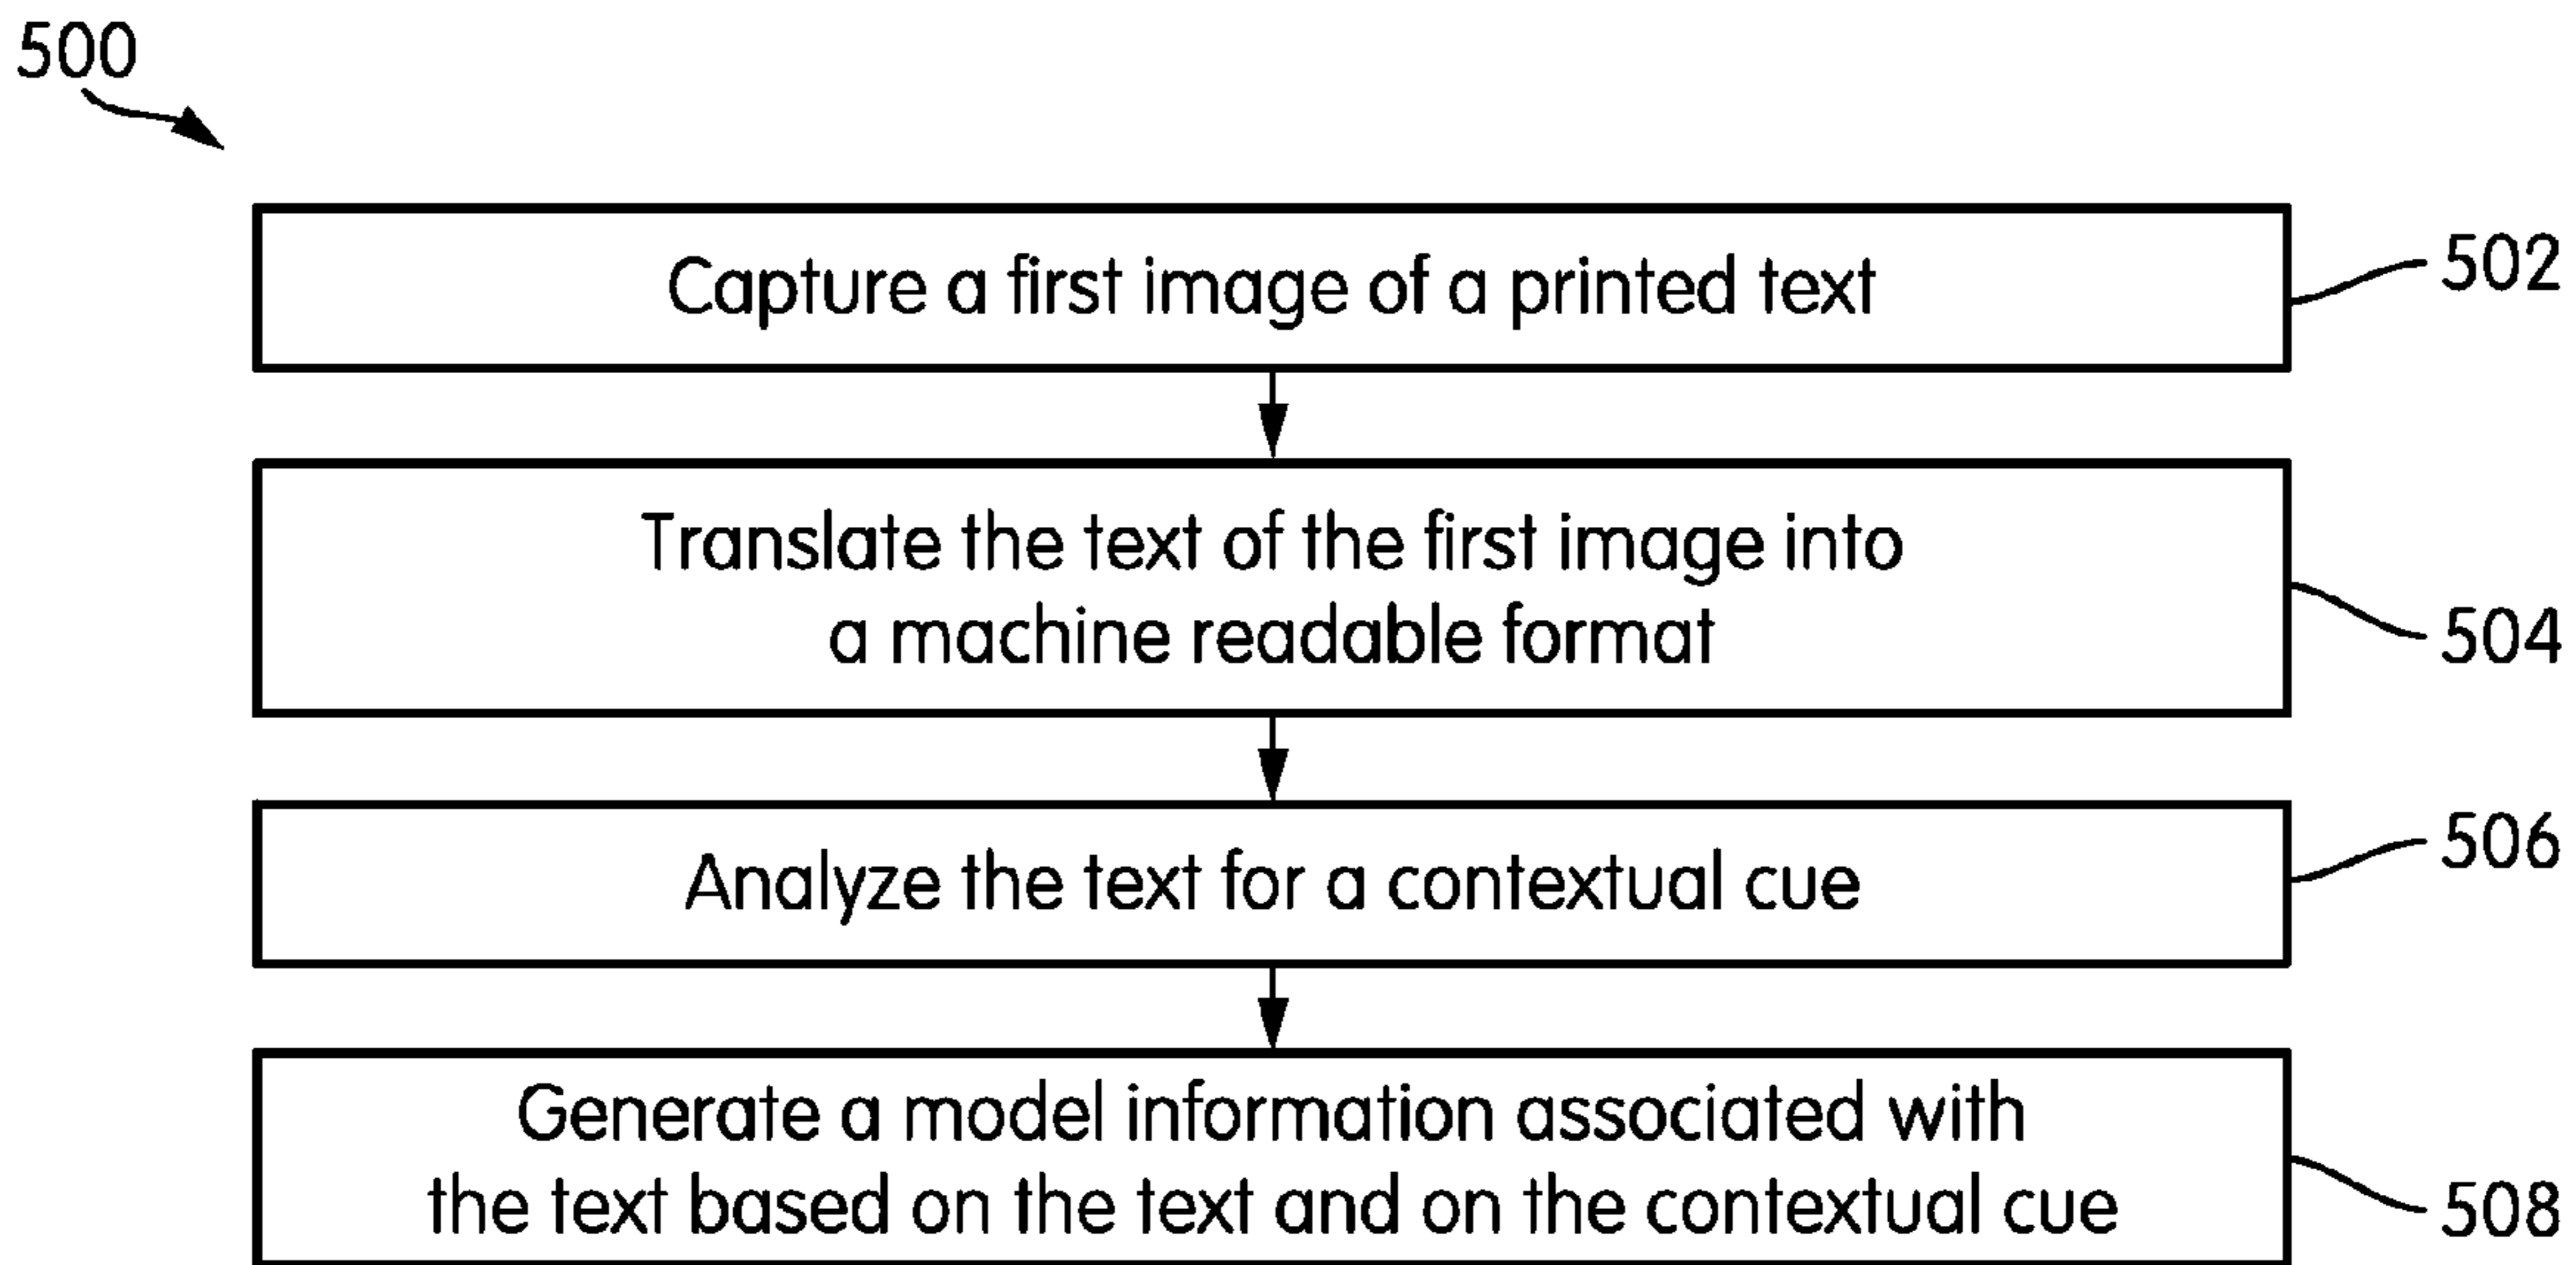 500
Capture a first image of a printed text
502
Translate the text of the first image into
a machine readable format
504
Analyze the text for a contextual cue
506
Generate a model information associated with
the text based on the text and on the contextual cue
508